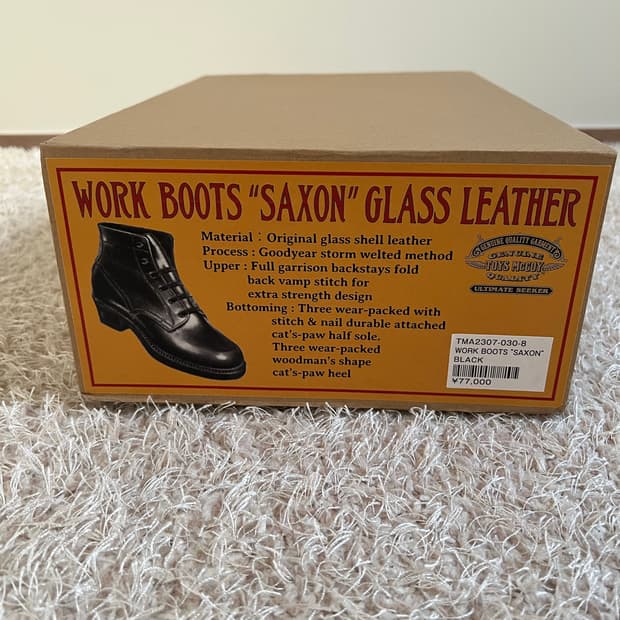 WORK BOOTS "SAXON" GLASS LEATHER
Material : Original glass shell leather
Process : Goodyear storm welted method
Upper : Full garrison backstays fold
back vamp stitch for
extra strength design
Bottoming : Three wear-packed with
stitch & nail durable attached
cat's-paw half sole.
Three wear-packed
woodman's shape
cat's-paw heel
GENUINE QUALITY GARMENT
GENUINE
TOYS McCOY
QUALITY
ULTIMATE SEEKER
TMA2307-030-8
WORK BOOTS "SAXON"
BLACK
¥77,000